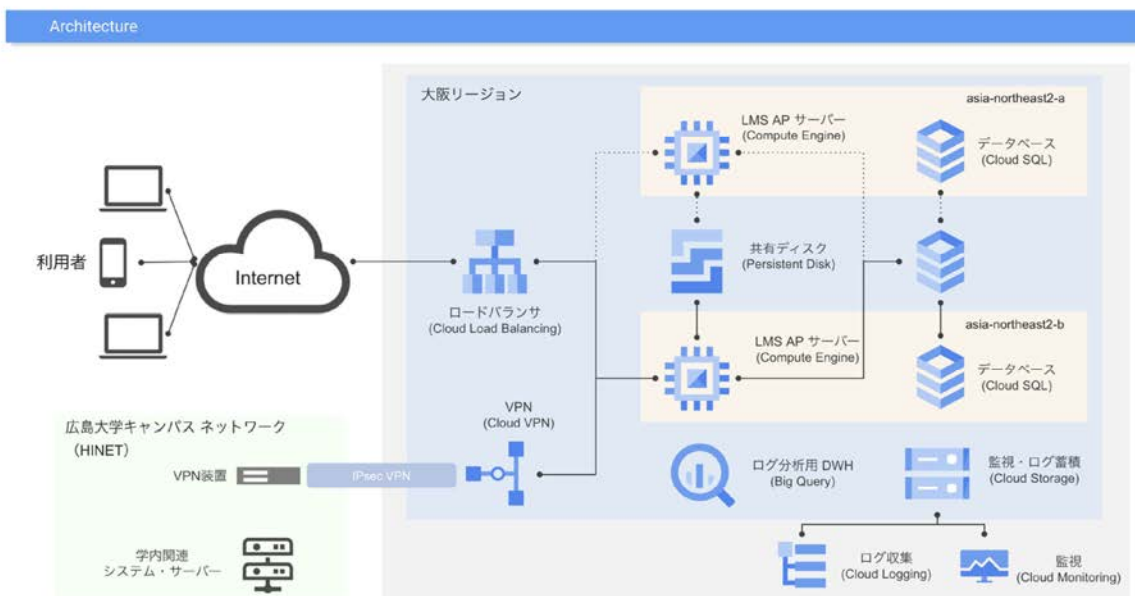 Architecture
大阪リージョン
asia-northeast2-a
LMS AP サーバー
(Compute Engine)
データベース
(Cloud SQL)
利用者
Internet
ロードバランサ
(Cloud Load Balancing)
共有ディスク
(Persistent Disk)
asia-northeast2-b
LMS AP サーバー
(Compute Engine)
データベース
(Cloud SQL)
広島大学キャンパス ネットワーク
(HINET)
VPN
(Cloud VPN)
VPN装置
IPsec VPN
ログ分析用 DWH
(Big Query)
監視・ログ蓄積
(Cloud Storage)
学内関連
システム・サーバー
ログ収集
(Cloud Logging)
監視
(Cloud Monitoring)